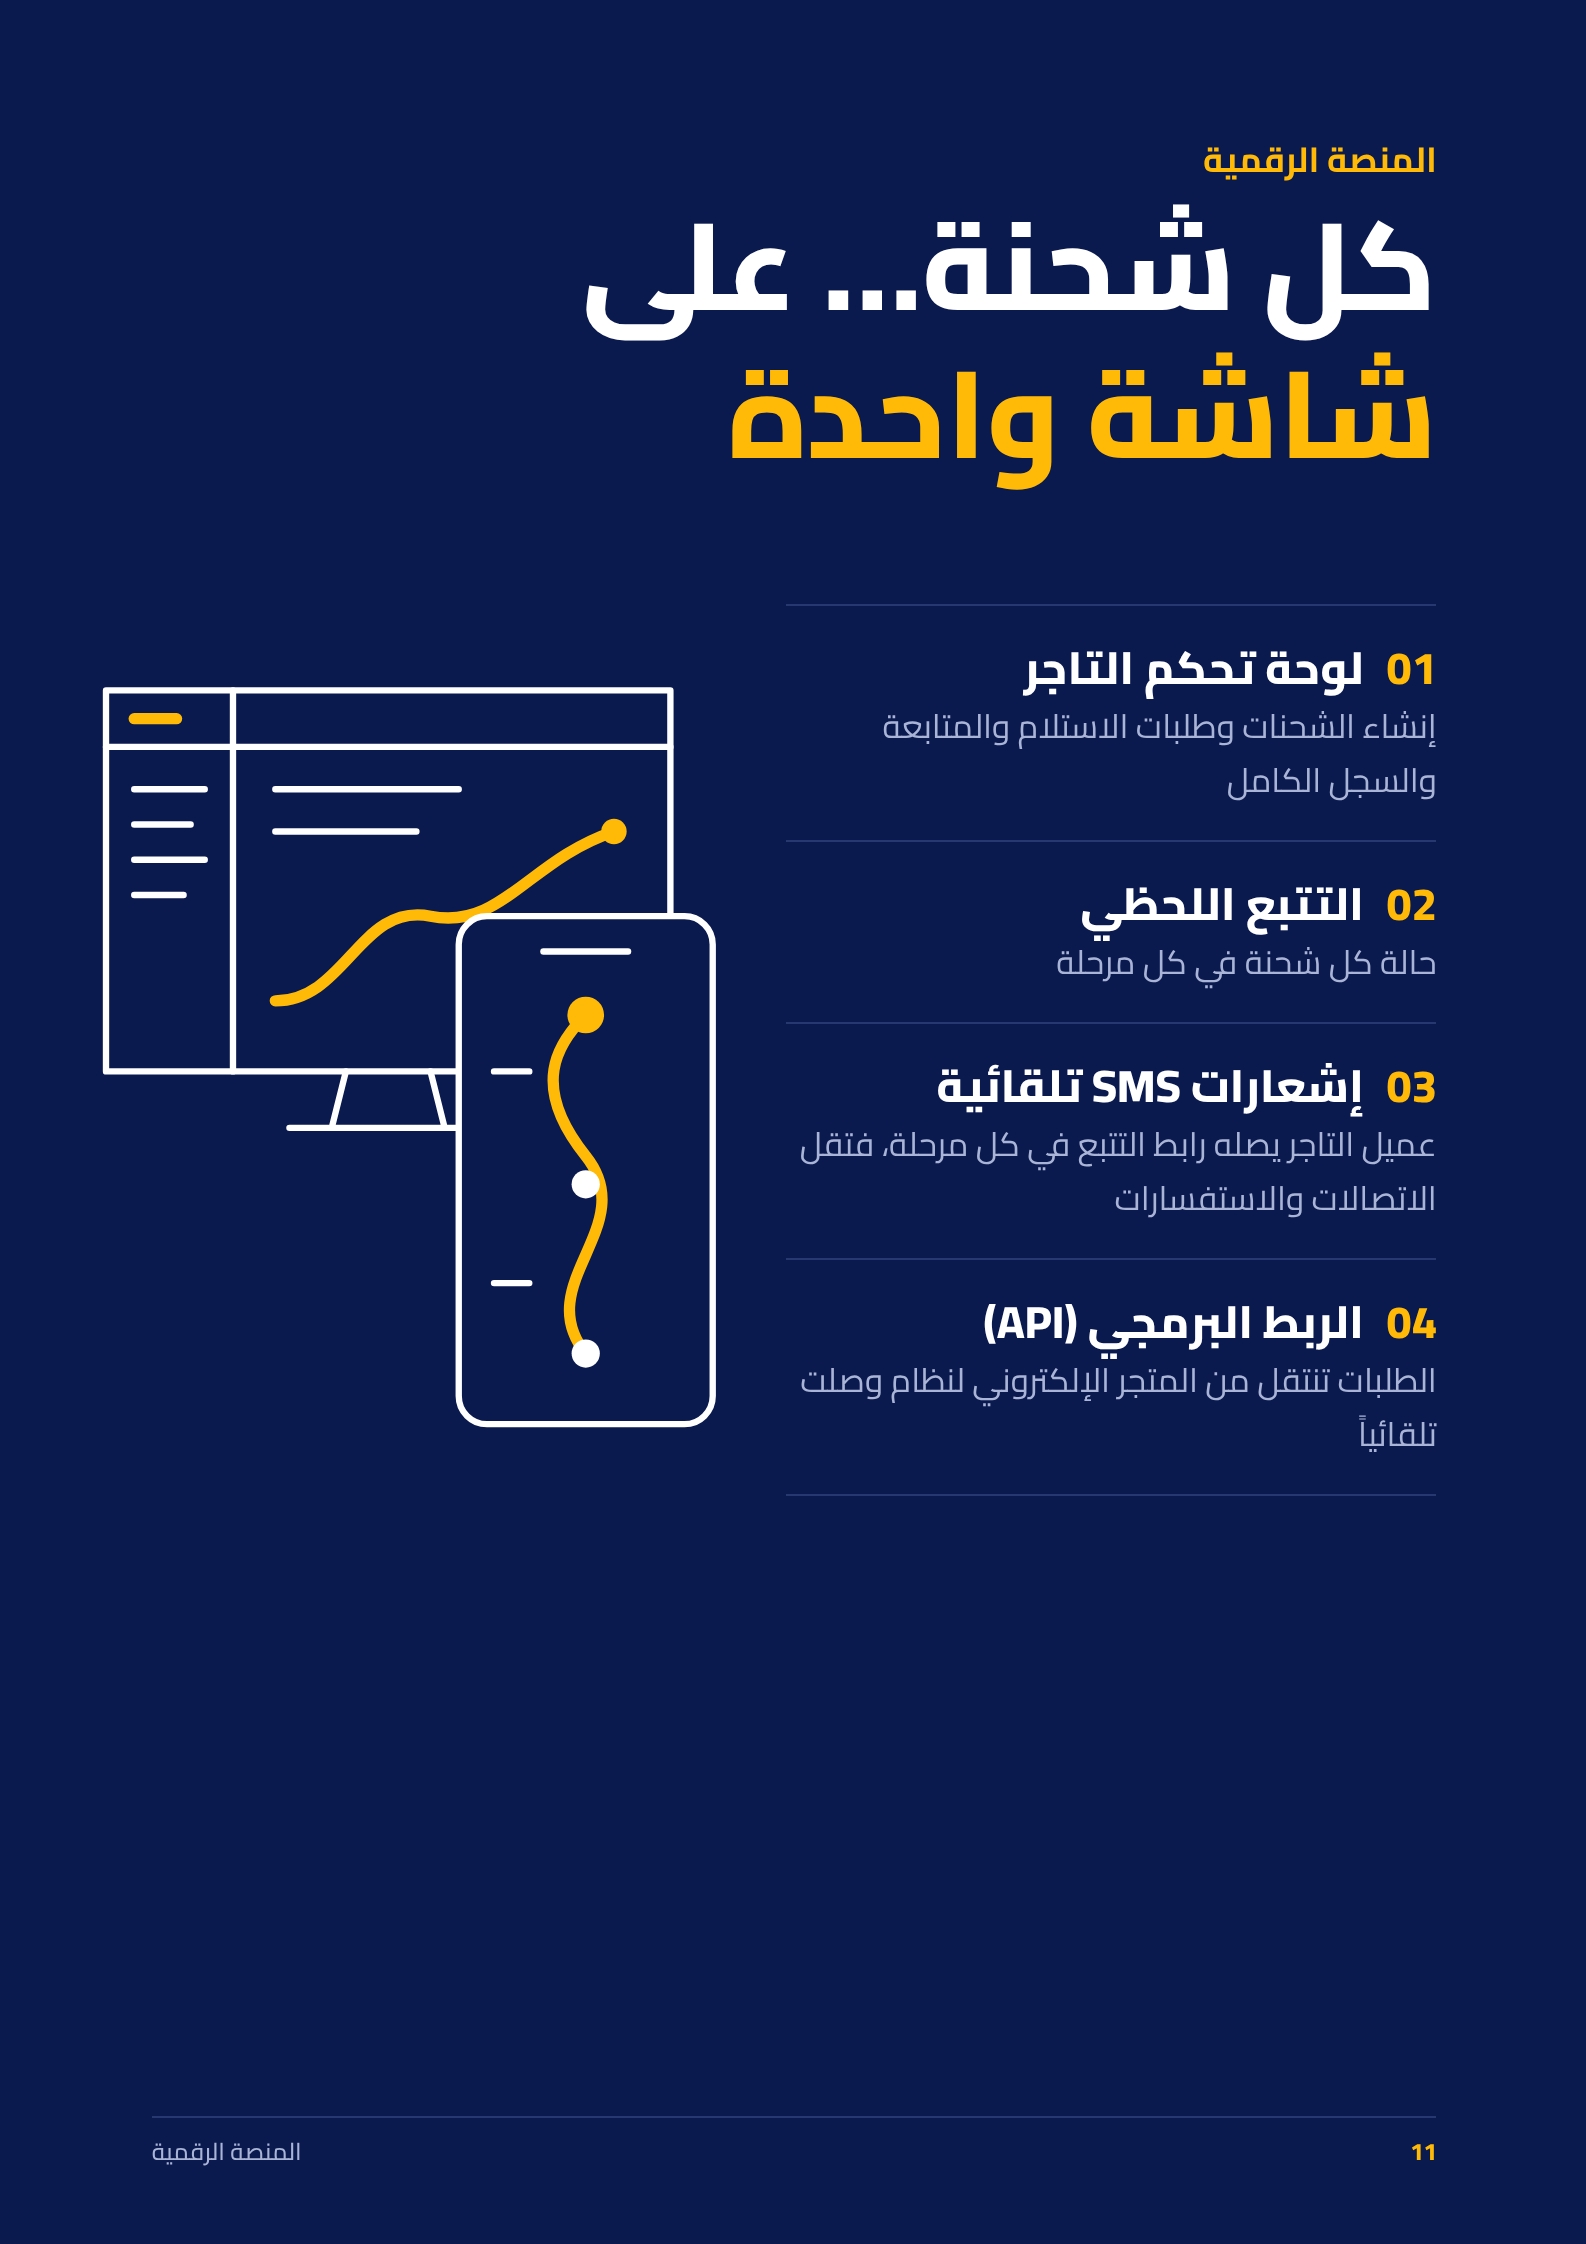 المنصة الرقمية
كل شحنة... على
شاشة واحدة
01 لوحة تحكم التاجر
إنشاء الشحنات وطلبات الاستلام والمتابعة
والسجل الكامل
02 التتبع اللحظي
حالة كل شحنة في كل مرحلة
03 إشعارات SMS تلقائية
عميل التاجر يصله رابط التتبع في كل مرحلة، فتقل
الاتصالات والاستفسارات
04 الربط البرمجي (API)
الطلبات تنتقل من المتجر الإلكتروني لنظام وصلت
تلقائياً
11
المنصة الرقمية